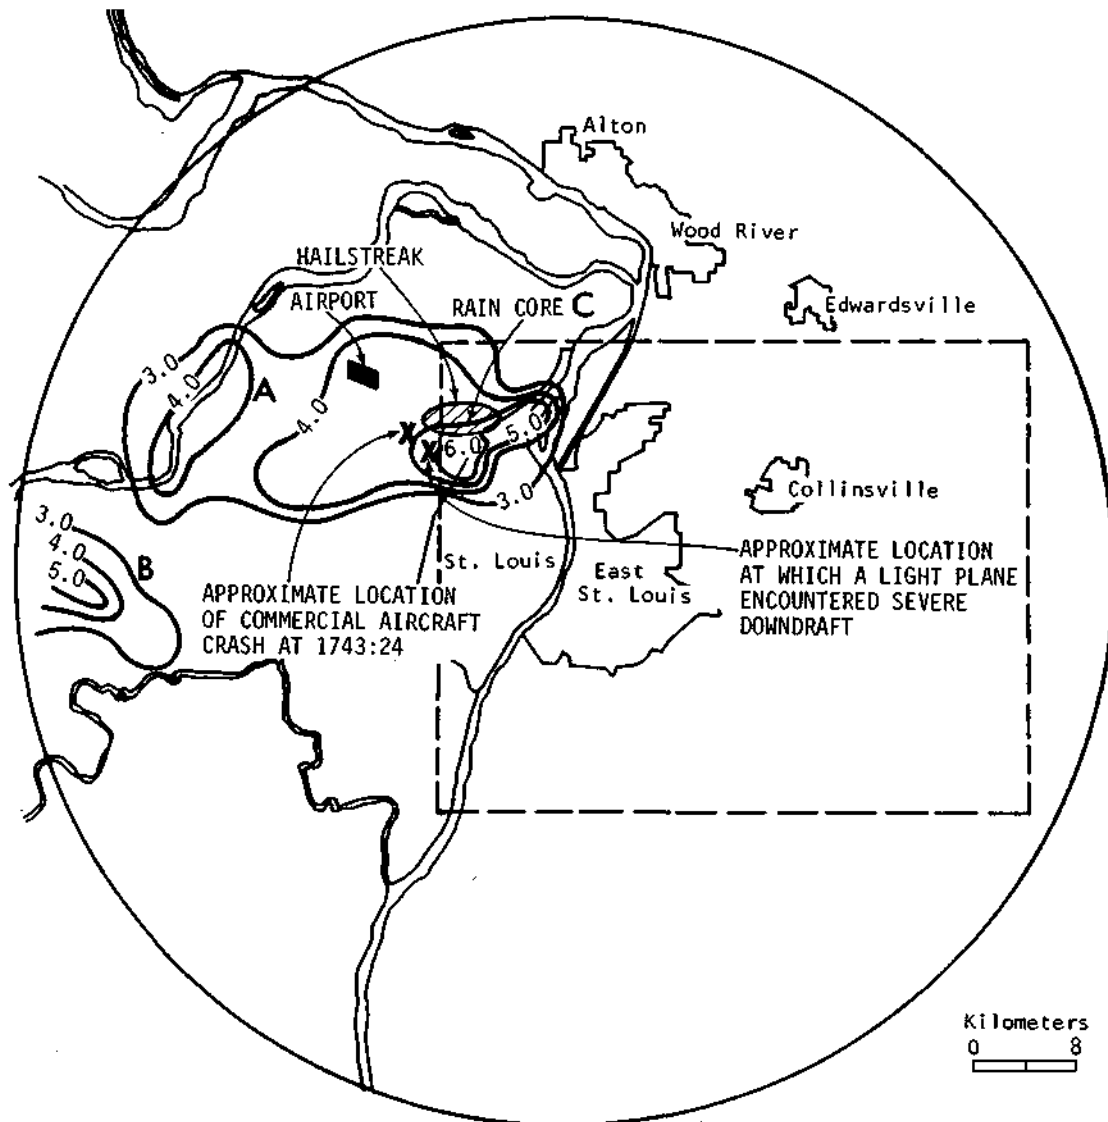 Alton
Wood River
HAILSTREAK
AIRPORT
RAIN CORE C
Edwardsville
3.0
4.0
A
4.0
5.0
6.0
X
X
3.0
Collinsville
3.0
4.0
5.0
B
St. Louis
East
St. Louis
APPROXIMATE LOCATION
AT WHICH A LIGHT PLANE
ENCOUNTERED SEVERE
DOWNDRAFT
APPROXIMATE LOCATION
OF COMMERCIAL AIRCRAFT
CRASH AT 1743:24
Kilometers
0 8